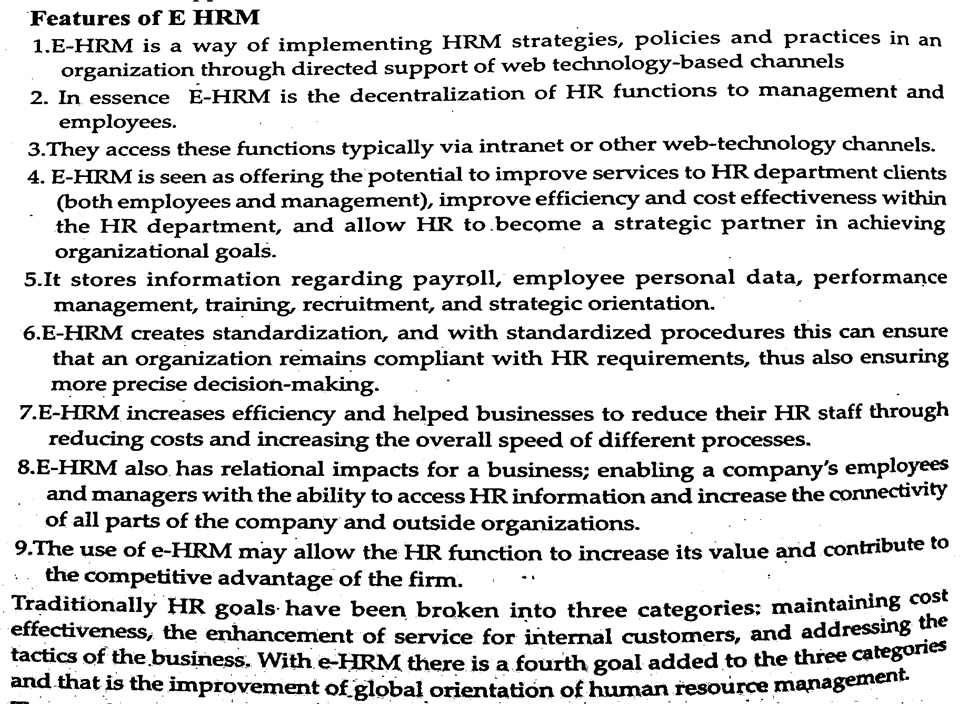 Features of E HRM
1.E-HRM is a way of implementing HRM strategies, policies and practices in an
organization through directed support of web technology-based channels
2. In essence E-HRM is the decentralization of HR functions to management and
employees.
3.They access these functions typically via intranet or other web-technology channels.
4. E-HRM is seen as offering the potential to improve services to HR department clients
(both employees and management), improve efficiency and cost effectiveness within
the HR department, and allow HR to become a strategic partner in achieving
organizational goals.
5.It stores information regarding payroll, employee personal data, performance
management, training, recruitment, and strategic orientation.
6.E-HRM creates standardization, and with standardized procedures this can ensure
that an organization remains compliant with HR requirements, thus also ensuring
more precise decision-making.
7.E-HRM increases efficiency and helped businesses to reduce their HR staff through
reducing costs and increasing the overall speed of different processes.
8.E-HRM also has relational impacts for a business; enabling a company's employees
and managers with the ability to access HR information and increase the connectivity
of all parts of the company and outside organizations.
9.The use of e-HRM may allow the HR function to increase its value and contribute to
the competitive advantage of the firm.
Traditionally HR goals have been broken into three categories: maintaining cost
effectiveness, the enhancement of service for internal customers, and addressing the
tactics of the business. With e-HRM there is a fourth goal added to the three categories
and that is the improvement of global orientation of human resource management.